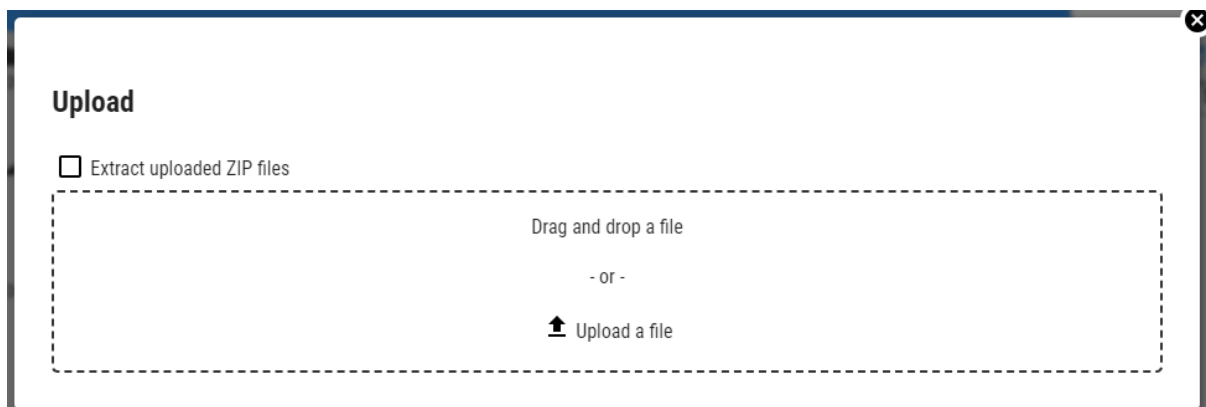 Upload
Extract uploaded ZIP files
Drag and drop a file
- or -
Upload a file